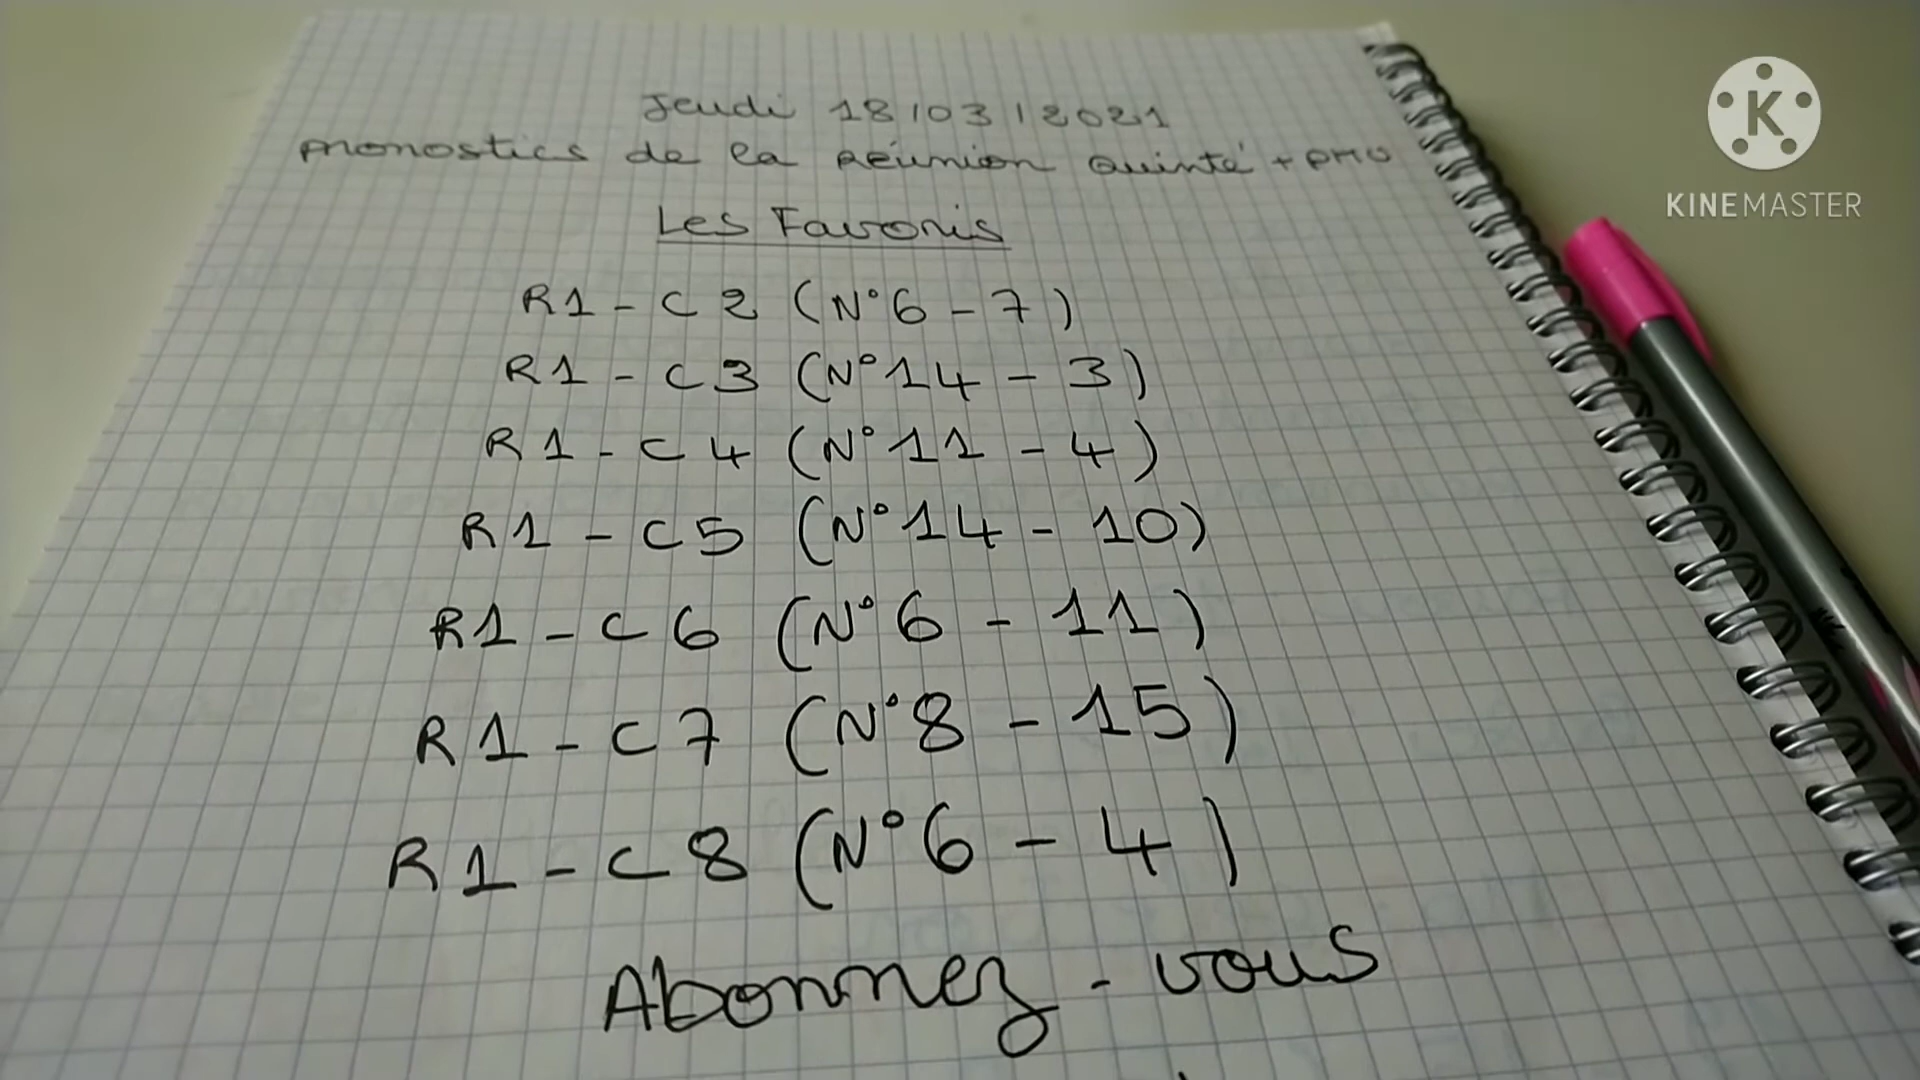 Jeudi 18/03/2021
pronostics de la Réunion Quinté + PMU
Les Favoris
R1 - C2 (N°6 - 7)
R1 - C3 (N°14 - 3)
R1 - C4 (N°11 - 4)
R1 - C5 (N°14 - 10)
R1 - C6 (N°6 - 11)
R1 - C7 (N°8 - 15)
R1 - C8 (N°6 - 4)
Abonnez-vous
K
KINEMASTER